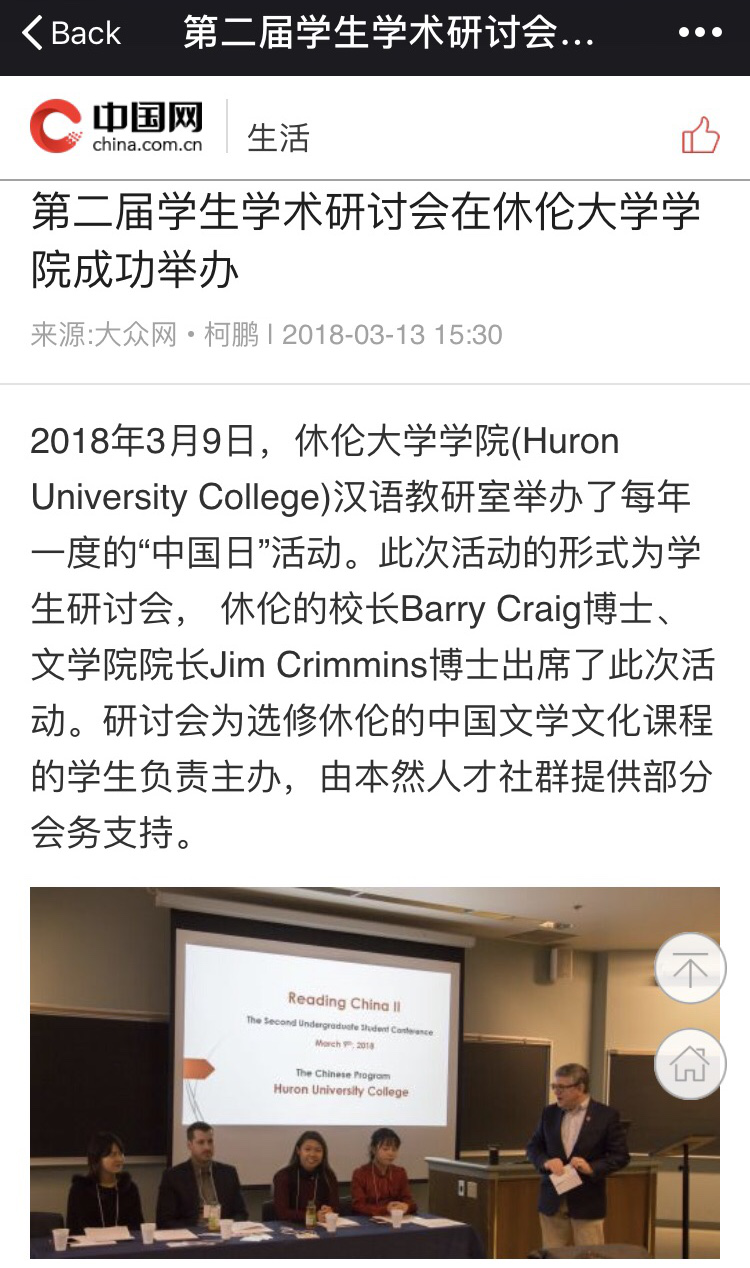 Back
第二届学生学术研讨会...
中国网
china.com.cn
生活
第二届学生学术研讨会在休伦大学学
院成功举办
来源:大众网•柯鹏 | 2018-03-13 15:30
2018年3月9日，休伦大学学院(Huron
University College)汉语教研室举办了每年
一度的“中国日”活动。此次活动的形式为学
生研讨会， 休伦的校长Barry Craig博士、
文学院院长Jim Crimmins博士出席了此次活
动。研讨会为选修休伦的中国文学文化课程
的学生负责主办，由本然人才社群提供部分
会务支持。
Reading China II
The Second Undergraduate Student Conference
March 9th, 2018
The Chinese Program
Huron University College